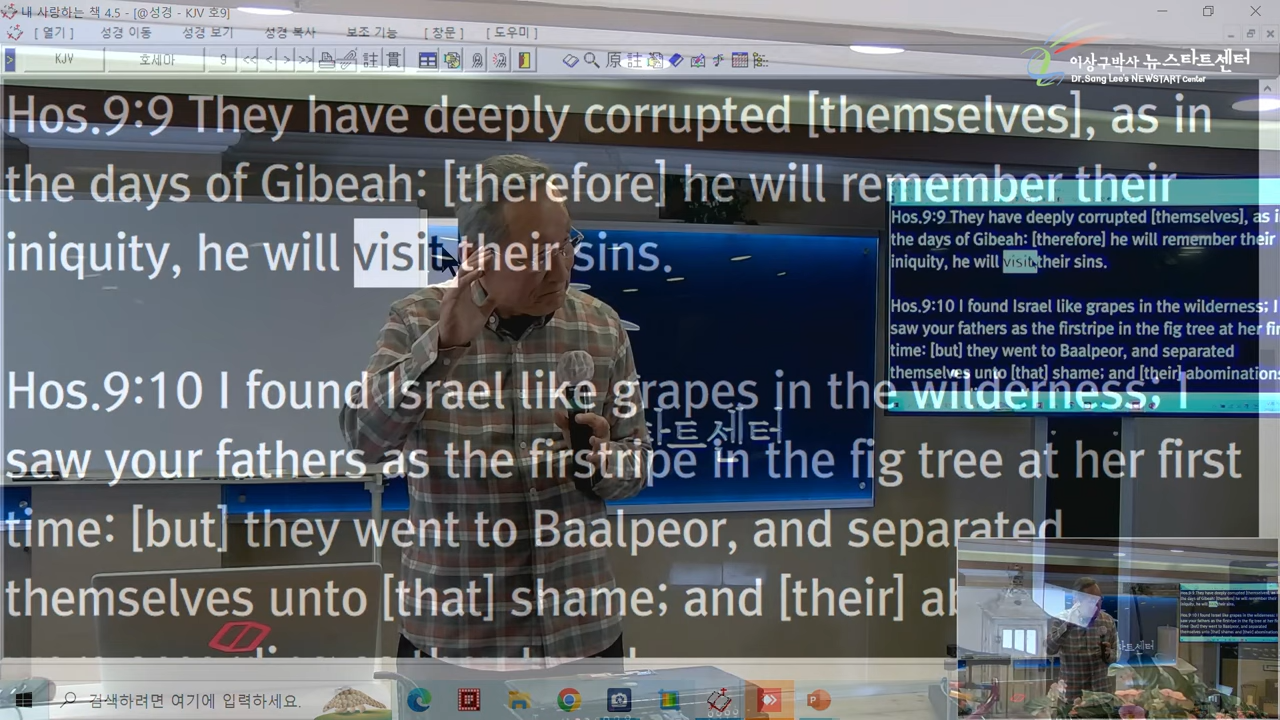 내 사랑하는 책 4.5 - [@성경 - KJV 호9]
[ 열기 ] 성경 이동 성경 보기 성경 복사 보조 기능 [ 창문 ] [ 도우미 ]
KJV 호세아 9 << < > >> 註 貫 原 註
이상구박사 뉴스타트센터
Dr. Sang Lee's NEWSTART Center
Hos.9:9 They have deeply corrupted [themselves], as in
the days of Gibeah: [therefore] he will remember their
iniquity, he will visit their sins.
Hos.9:10 I found Israel like grapes in the wilderness; I
saw your fathers as the firstripe in the fig tree at her first
time: [but] they went to Baalpeor, and separated
themselves unto [that] shame; and [their]
Hos.9:9 They have deeply corrupted [themselves], as i
the days of Gibeah: [therefore] he will remember their
iniquity, he will visit their sins.
Hos.9:10 I found Israel like grapes in the wilderness; I
saw your fathers as the firstripe in the fig tree at her fir
time: [but] they went to Baalpeor, and separated
themselves unto [that] shame; and [their] abominations
타트센터
검색하려면 여기에 입력하세요.